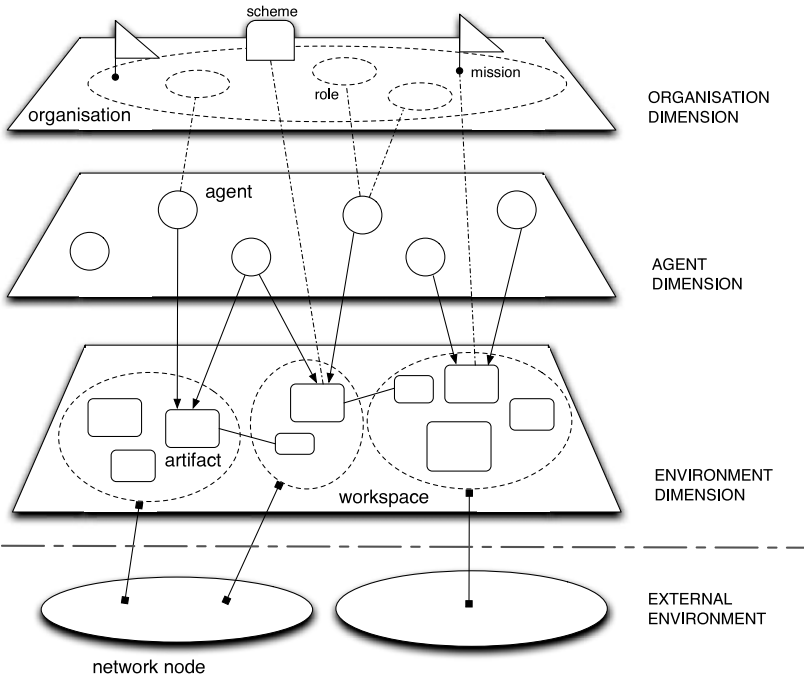 scheme
mission
role
organisation
ORGANISATION
DIMENSION
agent
AGENT
DIMENSION
artifact
workspace
ENVIRONMENT
DIMENSION
EXTERNAL
ENVIRONMENT
network node